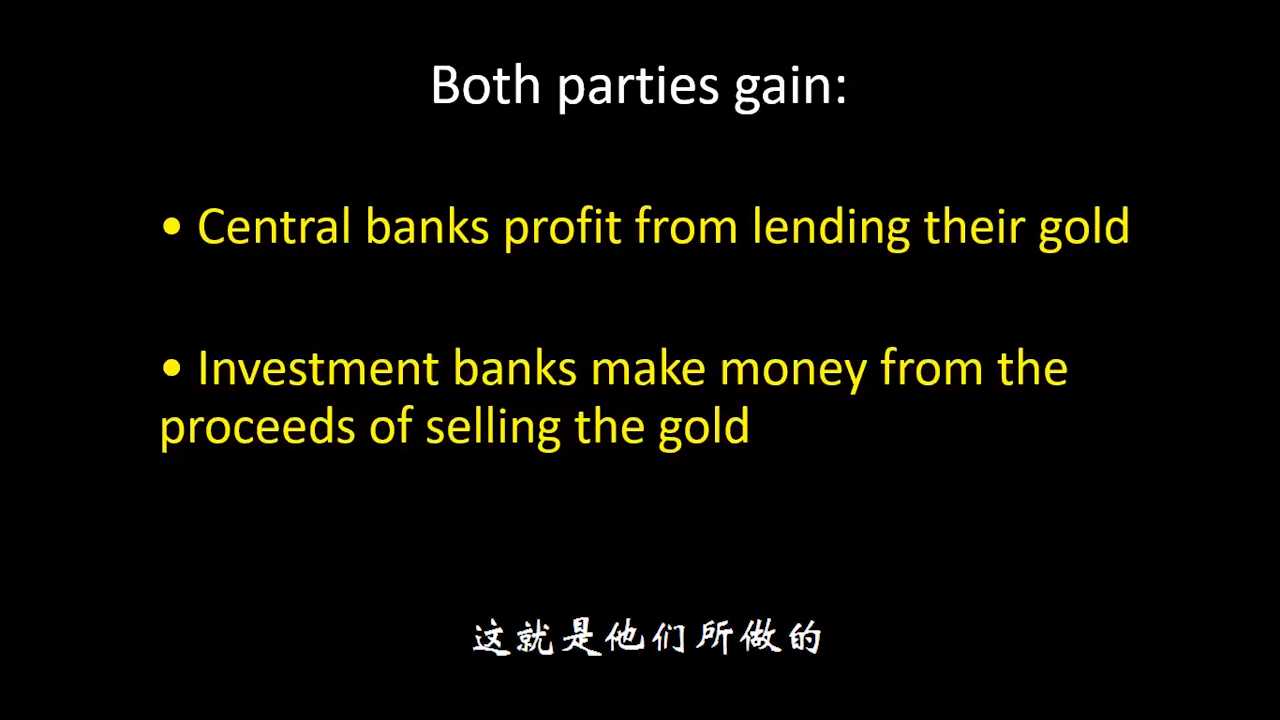 Both parties gain:
• Central banks profit from lending their gold
• Investment banks make money from the
proceeds of selling the gold
这就是他们所做的